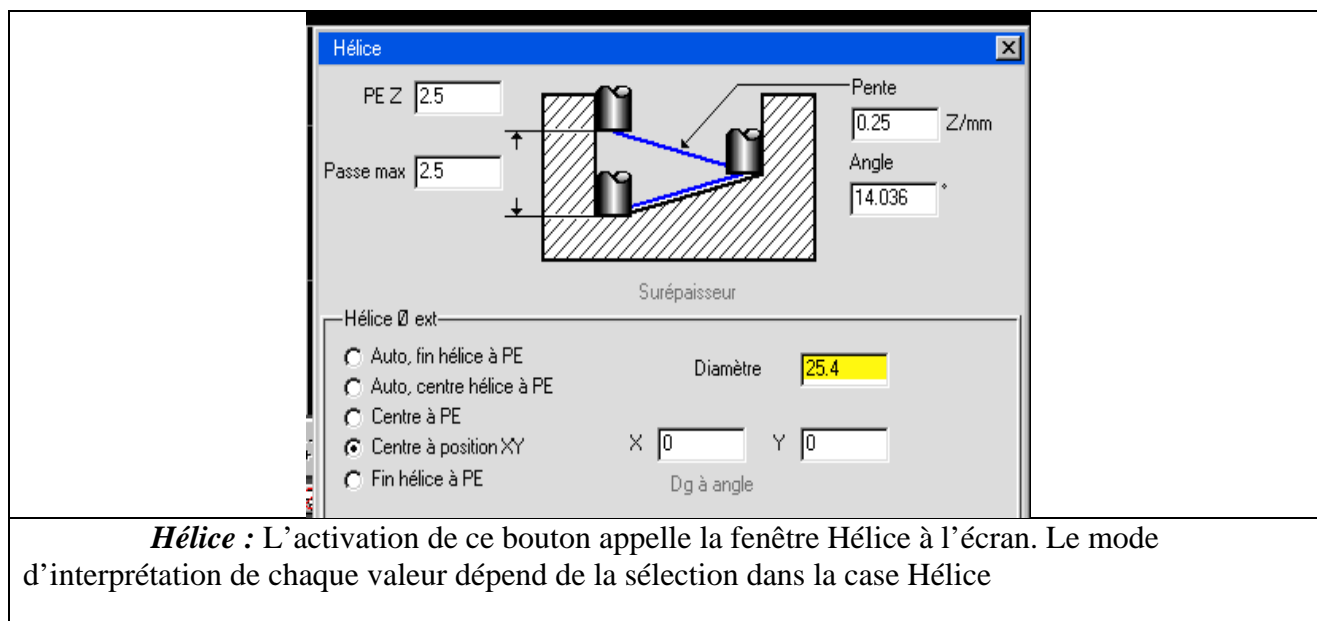 Hélice
PE Z 2.5
Pente
0.25 Z/mm
Passe max 2.5
Angle
14.036 °
Surépaisseur
Hélice Ø ext
Auto, fin hélice à PE
Diamètre 25.4
Auto, centre hélice à PE
Centre à PE
Centre à position XY
X 0 Y 0
Fin hélice à PE
Dg à angle
Hélice : L’activation de ce bouton appelle la fenêtre Hélice à l’écran. Le mode
d’interprétation de chaque valeur dépend de la sélection dans la case Hélice